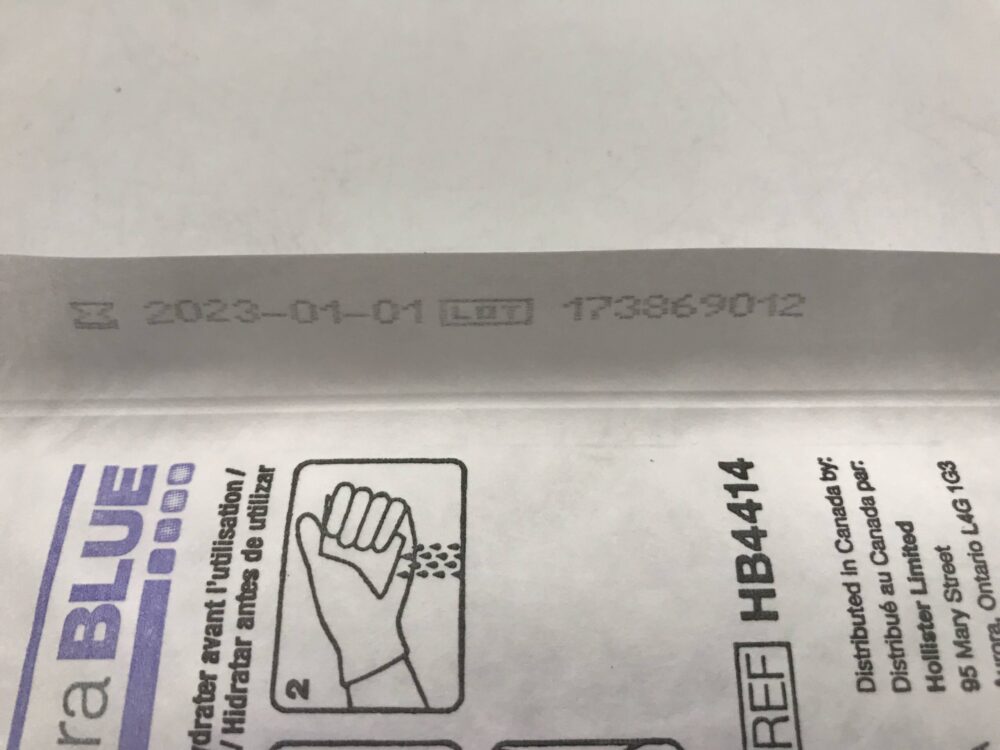 2023-01-01 LOT 173869012
ra BLUE
ydrater avant l'utilisation /
/ Hidratar antes de utilizar
2
REF HB4414
Distributed in Canada by:
Distribué au Canada par:
Hollister Limited
95 Mary Street
Aurora, Ontario L4G 1G3